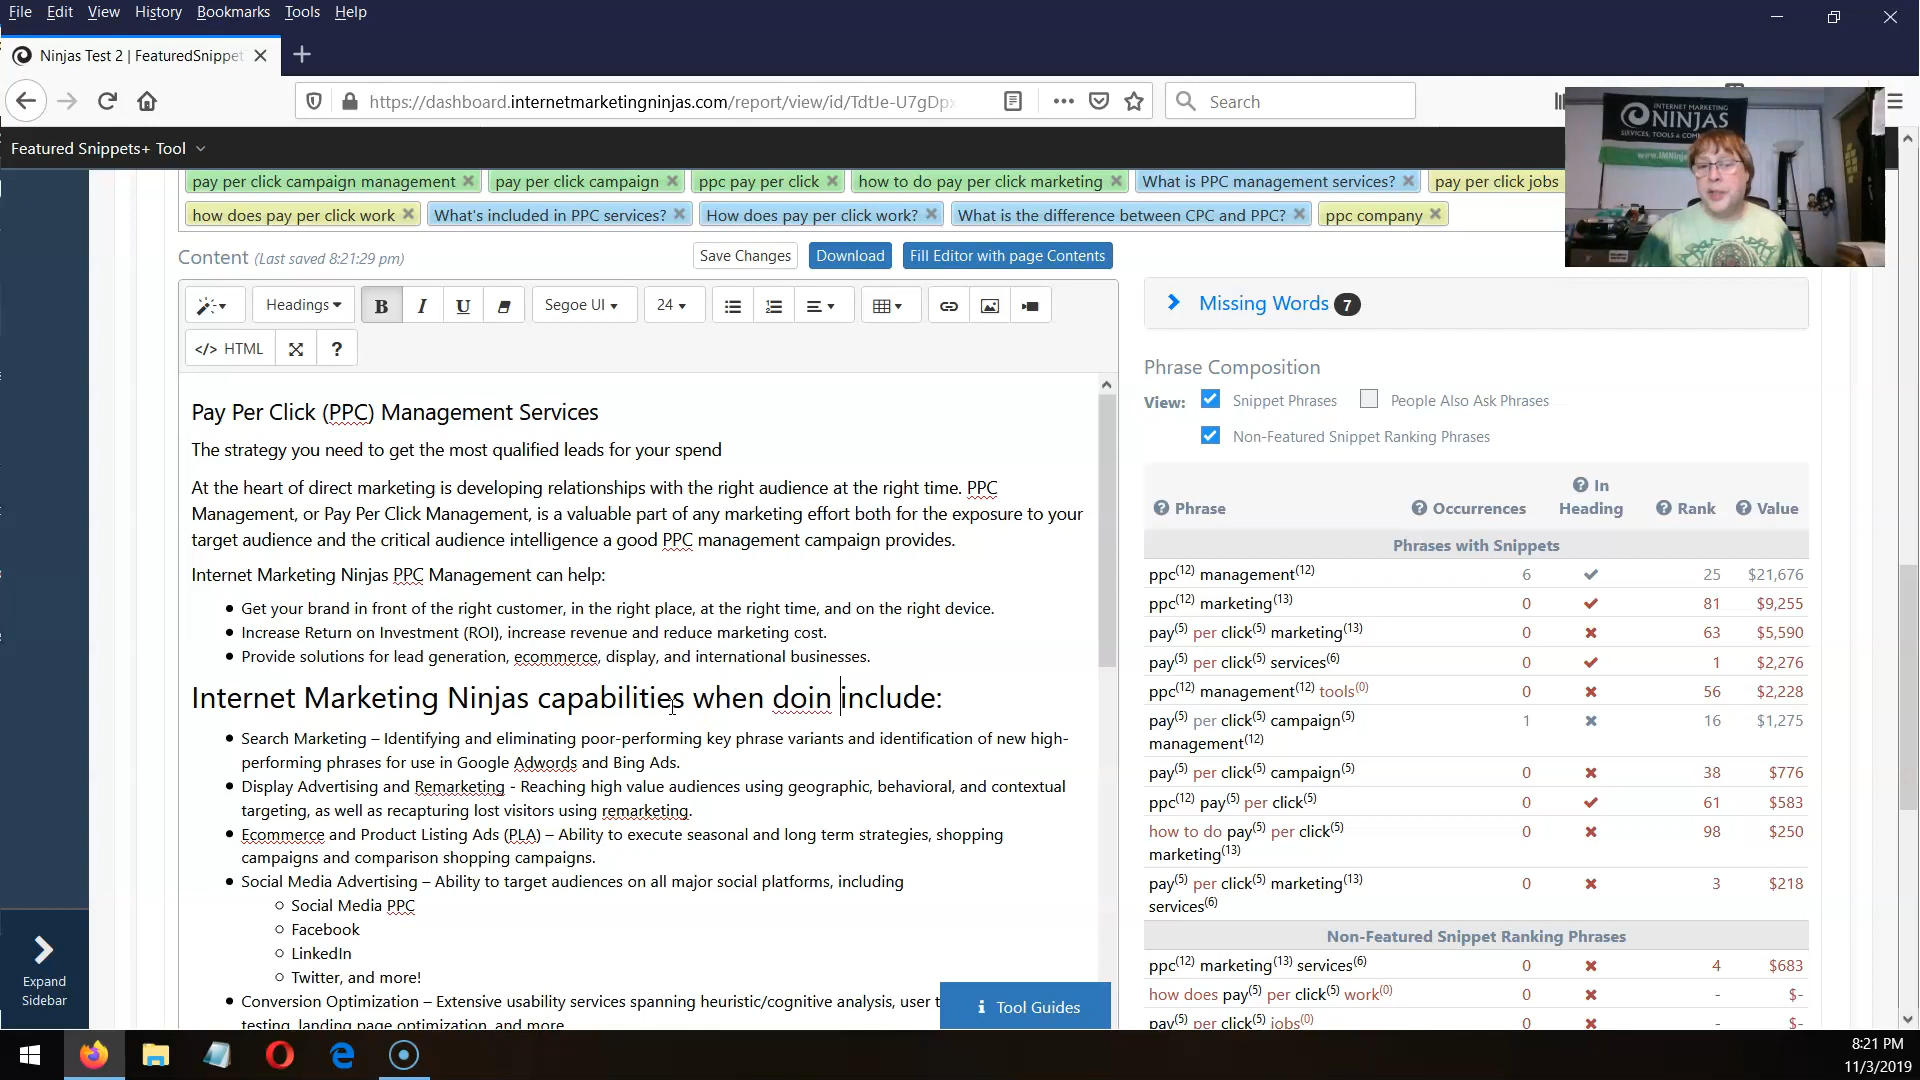 File Edit View History Bookmarks Tools Help
Ninjas Test 2 | FeaturedSnippet
https://dashboard.internetmarketingninjas.com/report/view/id/TdtJe-U7gDp
Search
INTERNET MARKETING
NINJAS
Featured Snippets+ Tool
pay per click campaign management pay per click campaign ppc pay per click how to do pay per click marketing What is PPC management services? pay per click jobs
how does pay per click work What's included in PPC services? How does pay per click work? What is the difference between CPC and PPC? ppc company
Content (Last saved 8:21:29 pm) Save Changes Download Fill Editor with page Contents
Headings B I U Segoe UI 24
</> HTML ?
Pay Per Click (PPC) Management Services
The strategy you need to get the most qualified leads for your spend
At the heart of direct marketing is developing relationships with the right audience at the right time. PPC
Management, or Pay Per Click Management, is a valuable part of any marketing effort both for the exposure to your
target audience and the critical audience intelligence a good PPC management campaign provides.
Internet Marketing Ninjas PPC Management can help:
Get your brand in front of the right customer, in the right place, at the right time, and on the right device.
Increase Return on Investment (ROI), increase revenue and reduce marketing cost.
Provide solutions for lead generation, ecommerce, display, and international businesses.
Internet Marketing Ninjas capabilities when doin include:
Search Marketing – Identifying and eliminating poor-performing key phrase variants and identification of new high-
performing phrases for use in Google Adwords and Bing Ads.
Display Advertising and Remarketing - Reaching high value audiences using geographic, behavioral, and contextual
targeting, as well as recapturing lost visitors using remarketing.
Ecommerce and Product Listing Ads (PLA) – Ability to execute seasonal and long term strategies, shopping
campaigns and comparison shopping campaigns.
Social Media Advertising – Ability to target audiences on all major social platforms, including
Social Media PPC
Facebook
LinkedIn
Twitter, and more!
Conversion Optimization – Extensive usability services spanning heuristic/cognitive analysis, user
testing, landing page optimization, and more
Missing Words 7
Phrase Composition
View: Snippet Phrases People Also Ask Phrases
Non-Featured Snippet Ranking Phrases
Phrase Occurrences In Heading Rank Value
Phrases with Snippets
ppc(12) management(12) 6 25 $21,676
ppc(12) marketing(13) 0 81 $9,255
pay(5) per click(5) marketing(13) 0 63 $5,590
pay(5) per click(5) services(6) 0 1 $2,276
ppc(12) management(12) tools(0) 0 56 $2,228
pay(5) per click(5) campaign(5) 1 16 $1,275
management(12)
pay(5) per click(5) campaign(5) 0 38 $776
ppc(12) pay(5) per click(5) 0 61 $583
how to do pay(5) per click(5) 0 98 $250
marketing(13)
pay(5) per click(5) marketing(13) 0 3 $218
services(6)
Non-Featured Snippet Ranking Phrases
ppc(12) marketing(13) services(6) 0 4 $683
how does pay(5) per click(5) work(0) 0 - $-
pay(5) per click(5) jobs(0) 0 - $-
Expand
Sidebar
Tool Guides
8:21 PM
11/3/2019